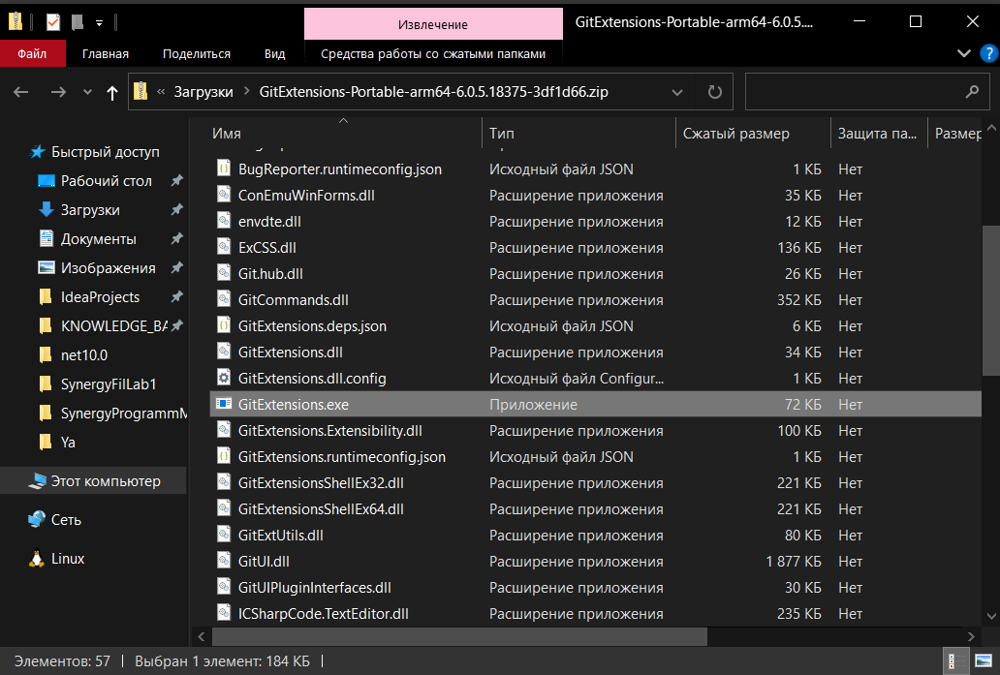 Извлечение
GitExtensions-Portable-arm64-6.0.5....
Файл
Главная
Поделиться
Вид
Средства работы со сжатыми папками
?
« Загрузки > GitExtensions-Portable-arm64-6.0.5.18375-3df1d66.zip
Имя Тип Сжатый размер Защита па... Размер
Быстрый доступ
Рабочий стол
Загрузки
Документы
Изображения
IdeaProjects
KNOWLEDGE_BA
net10.0
SynergyFilLab1
SynergyProgrammM
Ya
Этот компьютер
Сеть
Linux
BugReporter.runtimeconfig.json Исходный файл JSON 1 КБ Нет
ConEmuWinForms.dll Расширение приложения 35 КБ Нет
envdte.dll Расширение приложения 12 КБ Нет
ExCSS.dll Расширение приложения 136 КБ Нет
Git.hub.dll Расширение приложения 26 КБ Нет
GitCommands.dll Расширение приложения 352 КБ Нет
GitExtensions.deps.json Исходный файл JSON 6 КБ Нет
GitExtensions.dll Расширение приложения 34 КБ Нет
GitExtensions.dll.config Исходный файл Configur... 1 КБ Нет
GitExtensions.exe Приложение 72 КБ Нет
GitExtensions.Extensibility.dll Расширение приложения 100 КБ Нет
GitExtensions.runtimeconfig.json Исходный файл JSON 1 КБ Нет
GitExtensionsShellEx32.dll Расширение приложения 221 КБ Нет
GitExtensionsShellEx64.dll Расширение приложения 221 КБ Нет
GitExtUtils.dll Расширение приложения 80 КБ Нет
GitUI.dll Расширение приложения 1 877 КБ Нет
GitUIPluginInterfaces.dll Расширение приложения 30 КБ Нет
ICSharpCode.TextEditor.dll Расширение приложения 235 КБ Нет
Элементов: 57 | Выбран 1 элемент: 184 КБ |